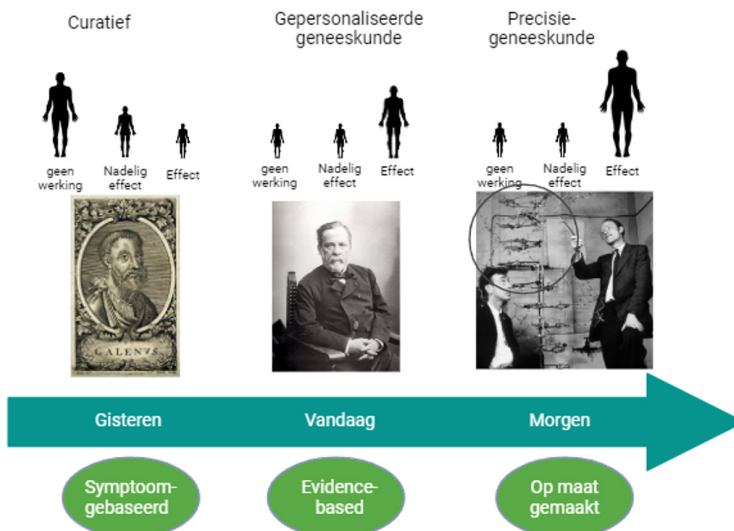 Curatief
Gepersonaliseerde
geneeskunde
Precisie-
geneeskunde
geen
werking
Nadelig
effect
Effect
geen
werking
Nadelig
effect
Effect
geen
werking
Nadelig
effect
Effect
GALENVS
Gisteren
Vandaag
Morgen
Symptoom-
gebaseerd
Evidence-
based
Op maat
gemaakt